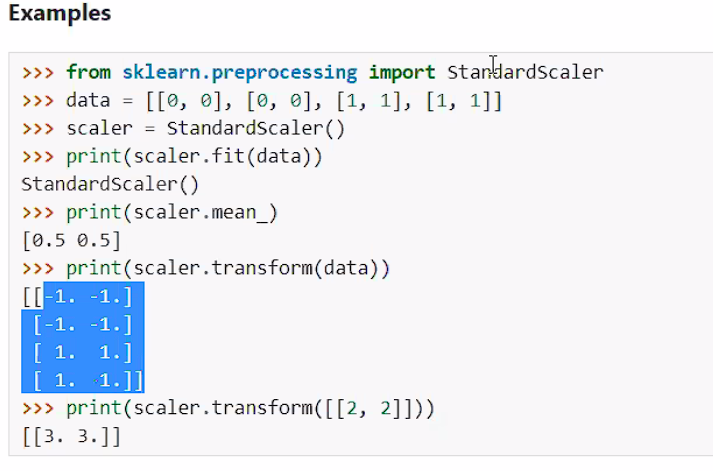 Examples
>>> from sklearn.preprocessing import StandardScaler
>>> data = [[0, 0], [0, 0], [1, 1], [1, 1]]
>>> scaler = StandardScaler()
>>> print(scaler.fit(data))
StandardScaler()
>>> print(scaler.mean_)
[0.5 0.5]
>>> print(scaler.transform(data))
[[-1. -1.]
 [-1. -1.]
 [ 1.  1.]
 [ 1.  1.]]
>>> print(scaler.transform([[2, 2]]))
[[3. 3.]]